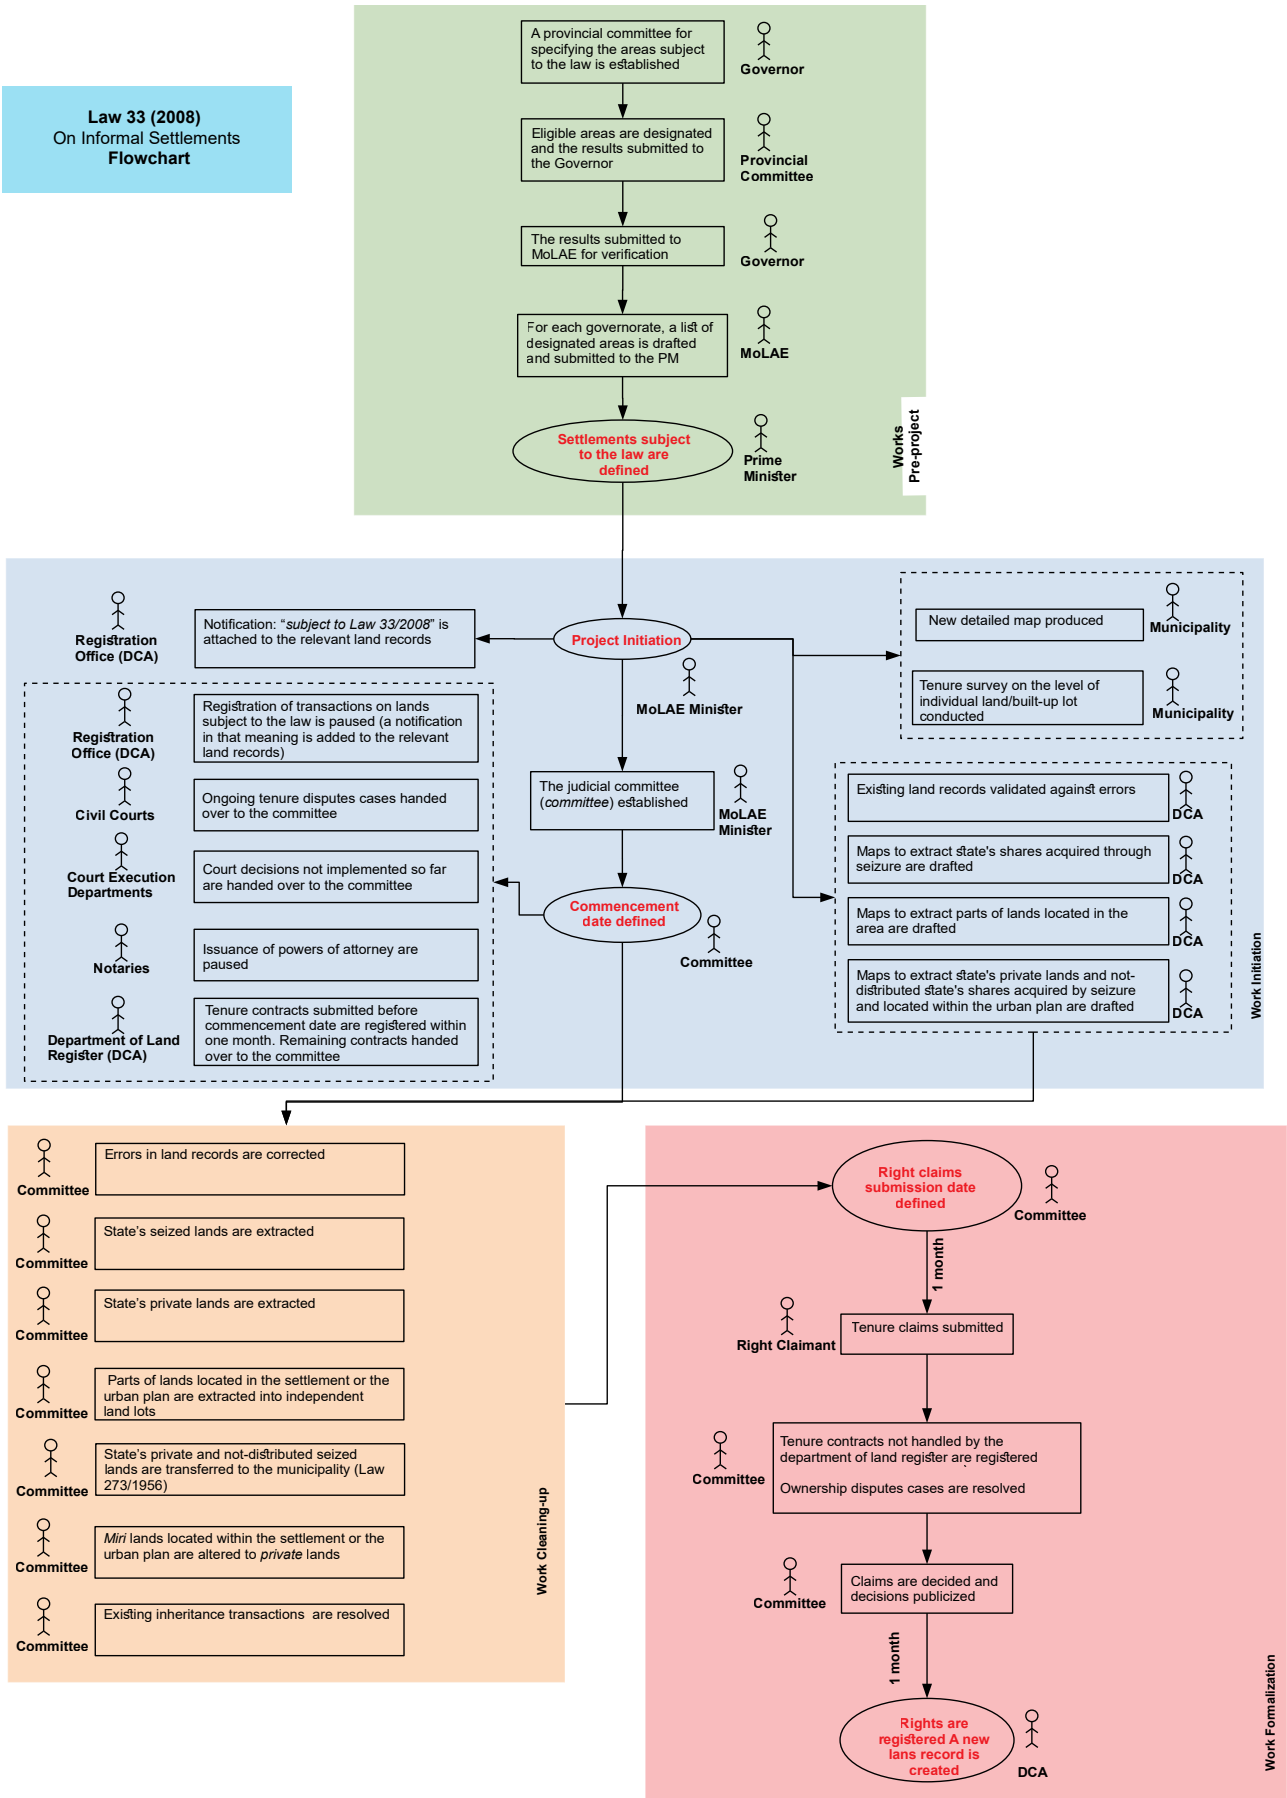 Law 33 (2008)
On Informal Settlements
Flowchart
A provincial committee for
specifying the areas subject
to the law is established
Governor
Eligible areas are designated
and the results submitted to
the Governor
Provincial
Committee
The results submitted to
MoLAE for verification
Governor
For each governorate, a list of
designated areas is drafted
and submitted to the PM
MoLAE
Settlements subject
to the law are
defined
Prime
Minister
Works
Pre-project
Registration
Office (DCA)
Notification: “subject to Law 33/2008” is
attached to the relevant land records
Project Initiation
MoLAE Minister
New detailed map produced
Municipality
Tenure survey on the level of
individual land/built-up lot
conducted
Municipality
Registration
Office (DCA)
Registration of transactions on lands
subject to the law is paused (a notification
in that meaning is added to the relevant
land records)
Civil Courts
Ongoing tenure disputes cases handed
over to the committee
Court Execution
Departments
Court decisions not implemented so far
are handed over to the committee
Notaries
Issuance of powers of attorney are
paused
Department of Land
Register (DCA)
Tenure contracts submitted before
commencement date are registered within
one month. Remaining contracts handed
over to the committee
The judicial committee
(committee) established
MoLAE
Minister
Commencement
date defined
Committee
Existing land records validated against errors
DCA
Maps to extract state's shares acquired through
seizure are drafted
DCA
Maps to extract parts of lands located in the
area are drafted
DCA
Maps to extract state's private lands and not-
distributed state's shares acquired by seizure
and located within the urban plan are drafted
DCA
Work Initiation
Committee
Errors in land records are corrected
Committee
State’s seized lands are extracted
Committee
State’s private lands are extracted
Committee
Parts of lands located in the settlement or the
urban plan are extracted into independent
land lots
Committee
State’s private and not-distributed seized
lands are transferred to the municipality (Law
273/1956)
Committee
Miri lands located within the settlement or the
urban plan are altered to private lands
Committee
Existing inheritance transactions are resolved
Work Cleaning-up
Right claims
submission date
defined
Committee
1 month
Right Claimant
Tenure claims submitted
Committee
Tenure contracts not handled by the
department of land register are registered
Ownership disputes cases are resolved
Committee
Claims are decided and
decisions publicized
1 month
Rights are
registered A new
lans record is
created
DCA
Work Formalization